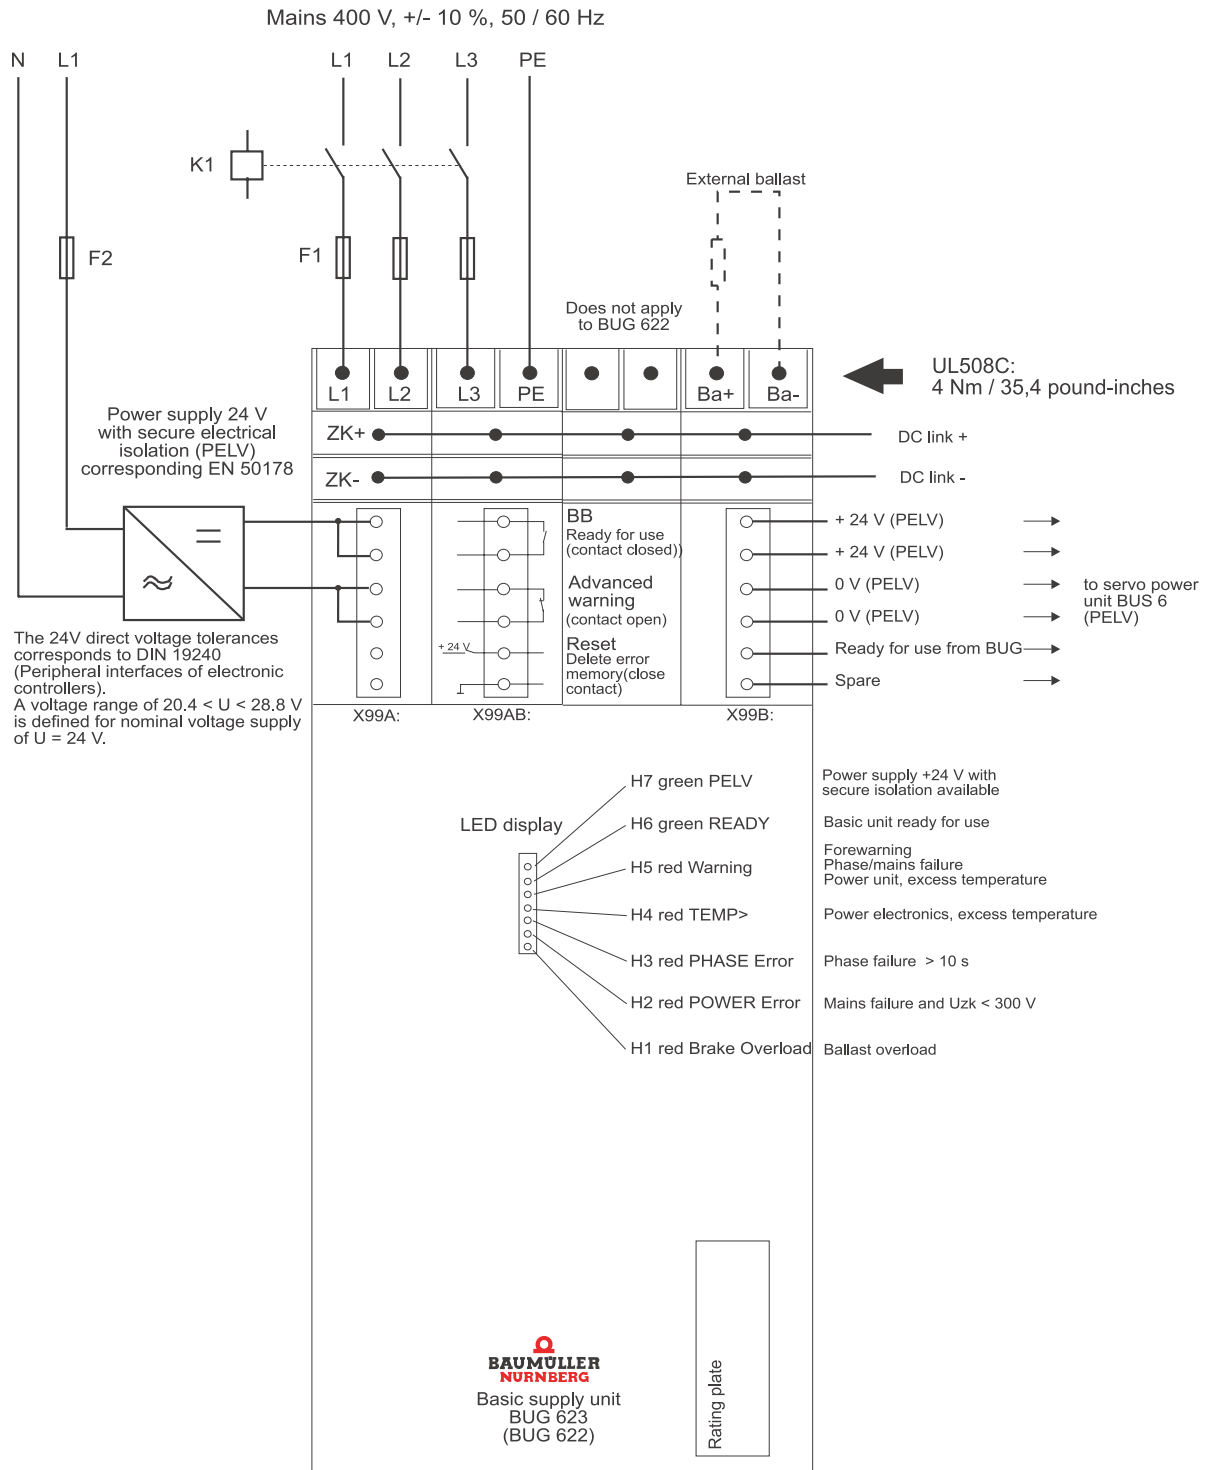 Mains 400 V, +/- 10 %, 50 / 60 Hz
N L1 L1 L2 L3 PE
K1
External ballast
F2
F1
Does not apply
to BUG 622
UL508C:
4 Nm / 35,4 pound-inches
L1 L2 L3 PE Ba+ Ba-
Power supply 24 V
with secure electrical
isolation (PELV)
corresponding EN 50178
ZK+
DC link +
ZK-
DC link -
BB
Ready for use
(contact closed))
Advanced
warning
(contact open)
Reset
Delete error
memory(close
contact)
+ 24 V
+ 24 V (PELV)
+ 24 V (PELV)
0 V (PELV)
0 V (PELV)
Ready for use from BUG
Spare
to servo power
unit BUS 6
(PELV)
The 24V direct voltage tolerances
corresponds to DIN 19240
(Peripheral interfaces of electronic
controllers).
A voltage range of 20.4 < U < 28.8 V
is defined for nominal voltage supply
of U = 24 V.
X99A: X99AB: X99B:
LED display
H7 green PELV
Power supply +24 V with
secure isolation available
H6 green READY
Basic unit ready for use
H5 red Warning
Forewarning
Phase/mains failure
Power unit, excess temperature
H4 red TEMP>
Power electronics, excess temperature
H3 red PHASE Error
Phase failure > 10 s
H2 red POWER Error
Mains failure and Uzk < 300 V
H1 red Brake Overload
Ballast overload
BAUMÜLLER
NÜRNBERG
Basic supply unit
BUG 623
(BUG 622)
Rating plate